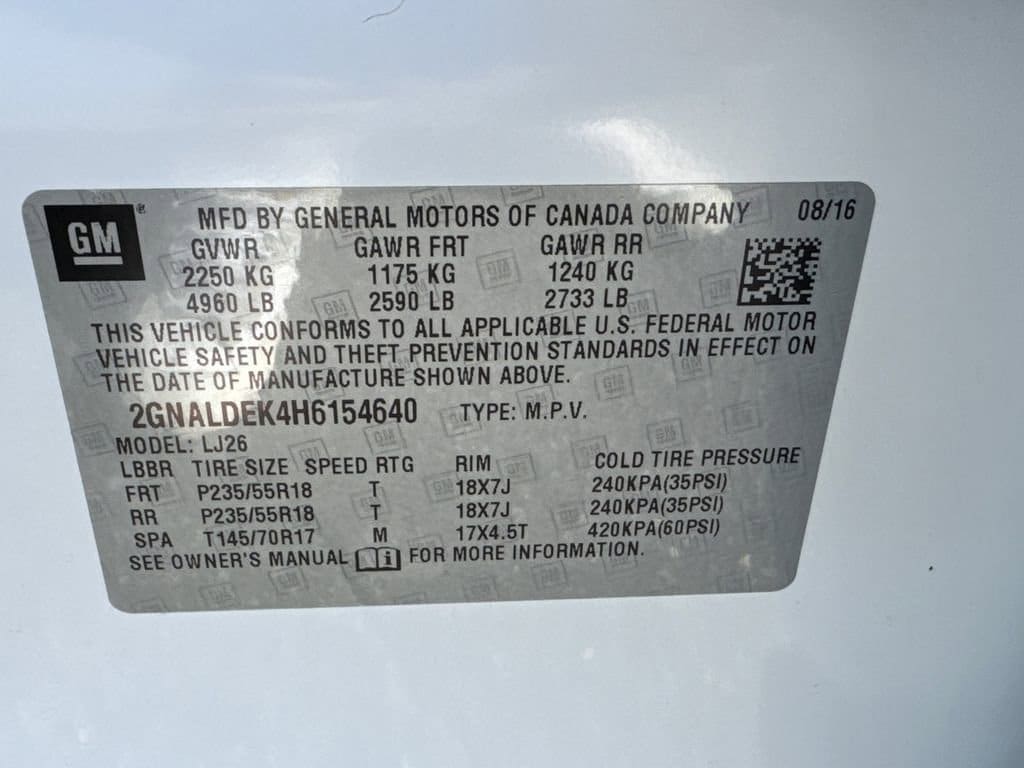 GM ® MFD BY GENERAL MOTORS OF CANADA COMPANY 08/16
GVWR GAWR FRT GAWR RR
2250 KG 1175 KG 1240 KG
4960 LB 2590 LB 2733 LB
THIS VEHICLE CONFORMS TO ALL APPLICABLE U.S. FEDERAL MOTOR
VEHICLE SAFETY AND THEFT PREVENTION STANDARDS IN EFFECT ON
THE DATE OF MANUFACTURE SHOWN ABOVE.
2GNALDEK4H6154640 TYPE: M.P.V.
MODEL: LJ26
LBBR TIRE SIZE SPEED RTG RIM COLD TIRE PRESSURE
FRT P235/55R18 T 18X7J 240KPA(35PSI)
RR P235/55R18 T 18X7J 240KPA(35PSI)
SPA T145/70R17 M 17X4.5T 420KPA(60PSI)
SEE OWNER'S MANUAL i FOR MORE INFORMATION.